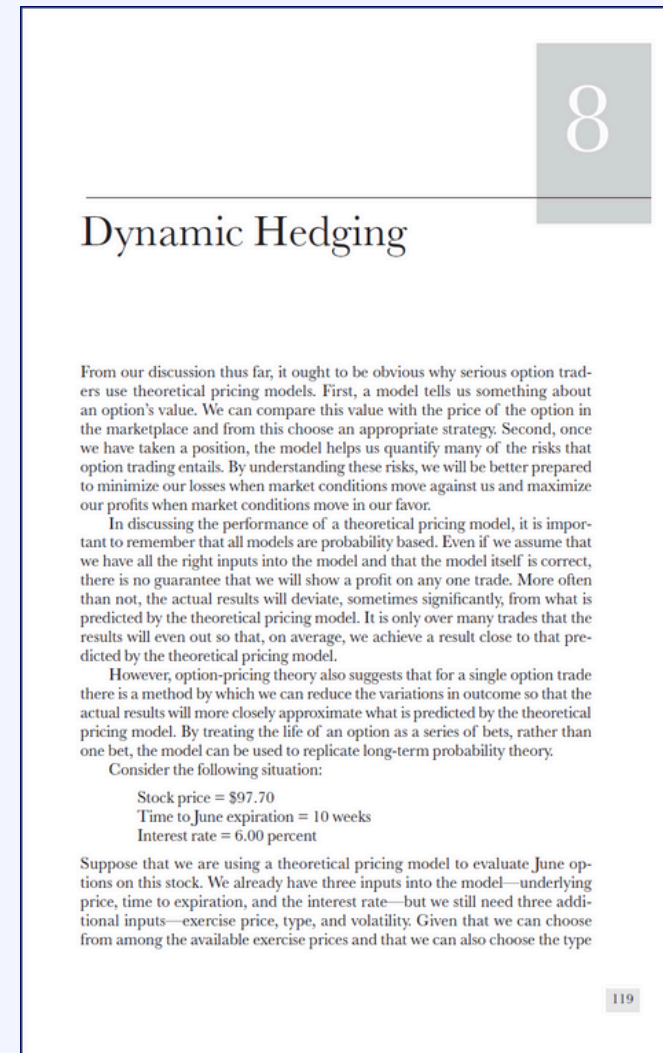 8
Dynamic Hedging
From our discussion thus far, it ought to be obvious why serious option trad-
ers use theoretical pricing models. First, a model tells us something about
an option's value. We can compare this value with the price of the option in
the marketplace and from this choose an appropriate strategy. Second, once
we have taken a position, the model helps us quantify many of the risks that
option trading entails. By understanding these risks, we will be better prepared
to minimize our losses when market conditions move against us and maximize
our profits when market conditions move in our favor.
In discussing the performance of a theoretical pricing model, it is impor-
tant to remember that all models are probability based. Even if we assume that
we have all the right inputs into the model and that the model itself is correct,
there is no guarantee that we will show a profit on any one trade. More often
than not, the actual results will deviate, sometimes significantly, from what is
predicted by the theoretical pricing model. It is only over many trades that the
results will even out so that, on average, we achieve a result close to that pre-
dicted by the theoretical pricing model.
However, option-pricing theory also suggests that for a single option trade
there is a method by which we can reduce the variations in outcome so that the
actual results will more closely approximate what is predicted by the theoretical
pricing model. By treating the life of an option as a series of bets, rather than
one bet, the model can be used to replicate long-term probability theory.
Consider the following situation:
Stock price = $97.70
Time to June expiration = 10 weeks
Interest rate = 6.00 percent
Suppose that we are using a theoretical pricing model to evaluate June op-
tions on this stock. We already have three inputs into the model—underlying
price, time to expiration, and the interest rate—but we still need three addi-
tional inputs—exercise price, type, and volatility. Given that we can choose
from among the available exercise prices and that we can also choose the type
119